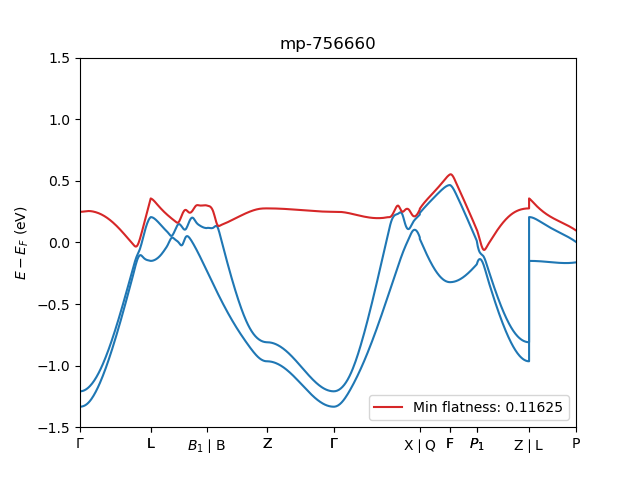 mp-756660
E − E_F (eV)
1.5
1.0
0.5
0.0
−0.5
−1.0
−1.5
Min flatness: 0.11625
Γ L B₁ | B Z Γ X | Q F P₁ Z | L P